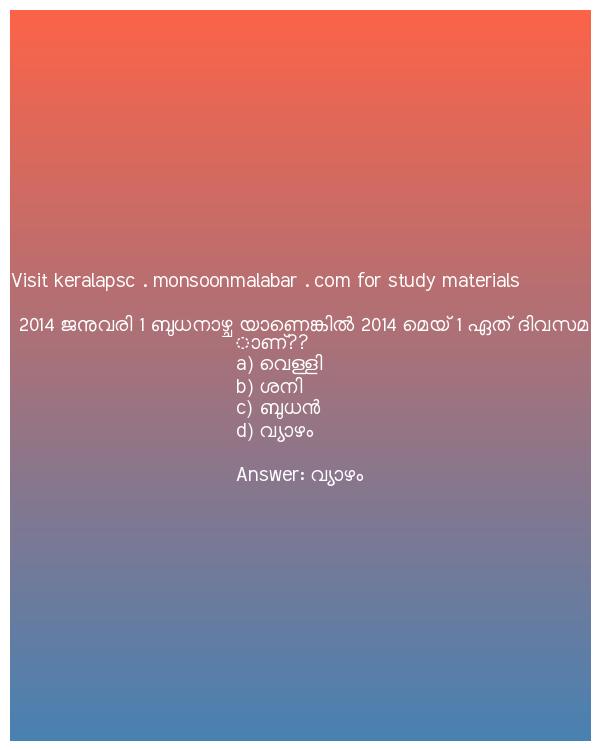 Visit keralapsc . monsoonmalabar . com for study materials
2014 ജനുവരി 1 ബുധനാഴ്ച യാണെങ്കിൽ 2014 മെയ് 1 ഏത് ദിവസമ
ാണ്??
a) വെള്ളി
b) ശനി
c) ബുധൻ
d) വ്യാഴം
Answer: വ്യാഴം